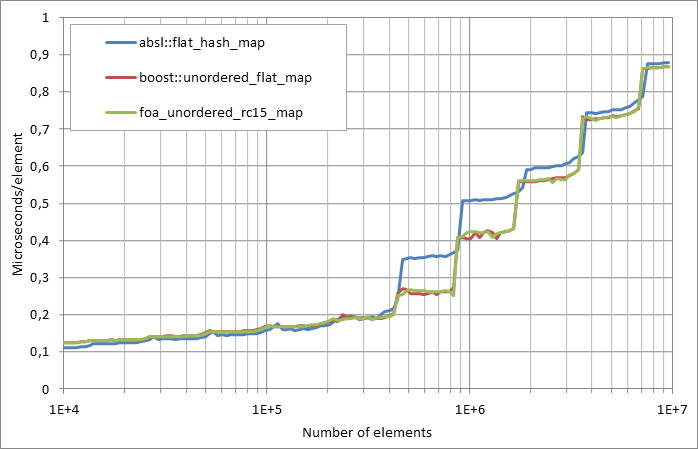 absl::flat_hash_map
boost::unordered_flat_map
foa_unordered_rc15_map
Microseconds/element
1
0,9
0,8
0,7
0,6
0,5
0,4
0,3
0,2
0,1
0
1E+4 1E+5 1E+6 1E+7
Number of elements